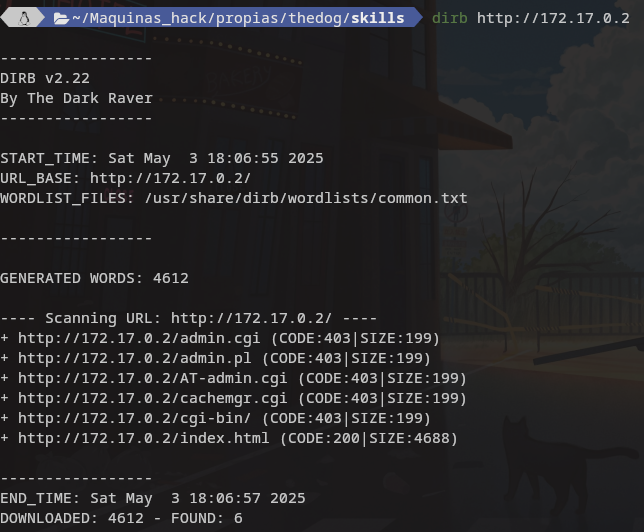 ~/Maquinas_hack/propias/thedog/skills dirb http://172.17.0.2
-----------------
DIRB v2.22
By The Dark Raver
-----------------
START_TIME: Sat May  3 18:06:55 2025
URL_BASE: http://172.17.0.2/
WORDLIST_FILES: /usr/share/dirb/wordlists/common.txt
-----------------
GENERATED WORDS: 4612
---- Scanning URL: http://172.17.0.2/ ----
+ http://172.17.0.2/admin.cgi (CODE:403|SIZE:199)
+ http://172.17.0.2/admin.pl (CODE:403|SIZE:199)
+ http://172.17.0.2/AT-admin.cgi (CODE:403|SIZE:199)
+ http://172.17.0.2/cachemgr.cgi (CODE:403|SIZE:199)
+ http://172.17.0.2/cgi-bin/ (CODE:403|SIZE:199)
+ http://172.17.0.2/index.html (CODE:200|SIZE:4688)
-----------------
END_TIME: Sat May  3 18:06:57 2025
DOWNLOADED: 4612 - FOUND: 6